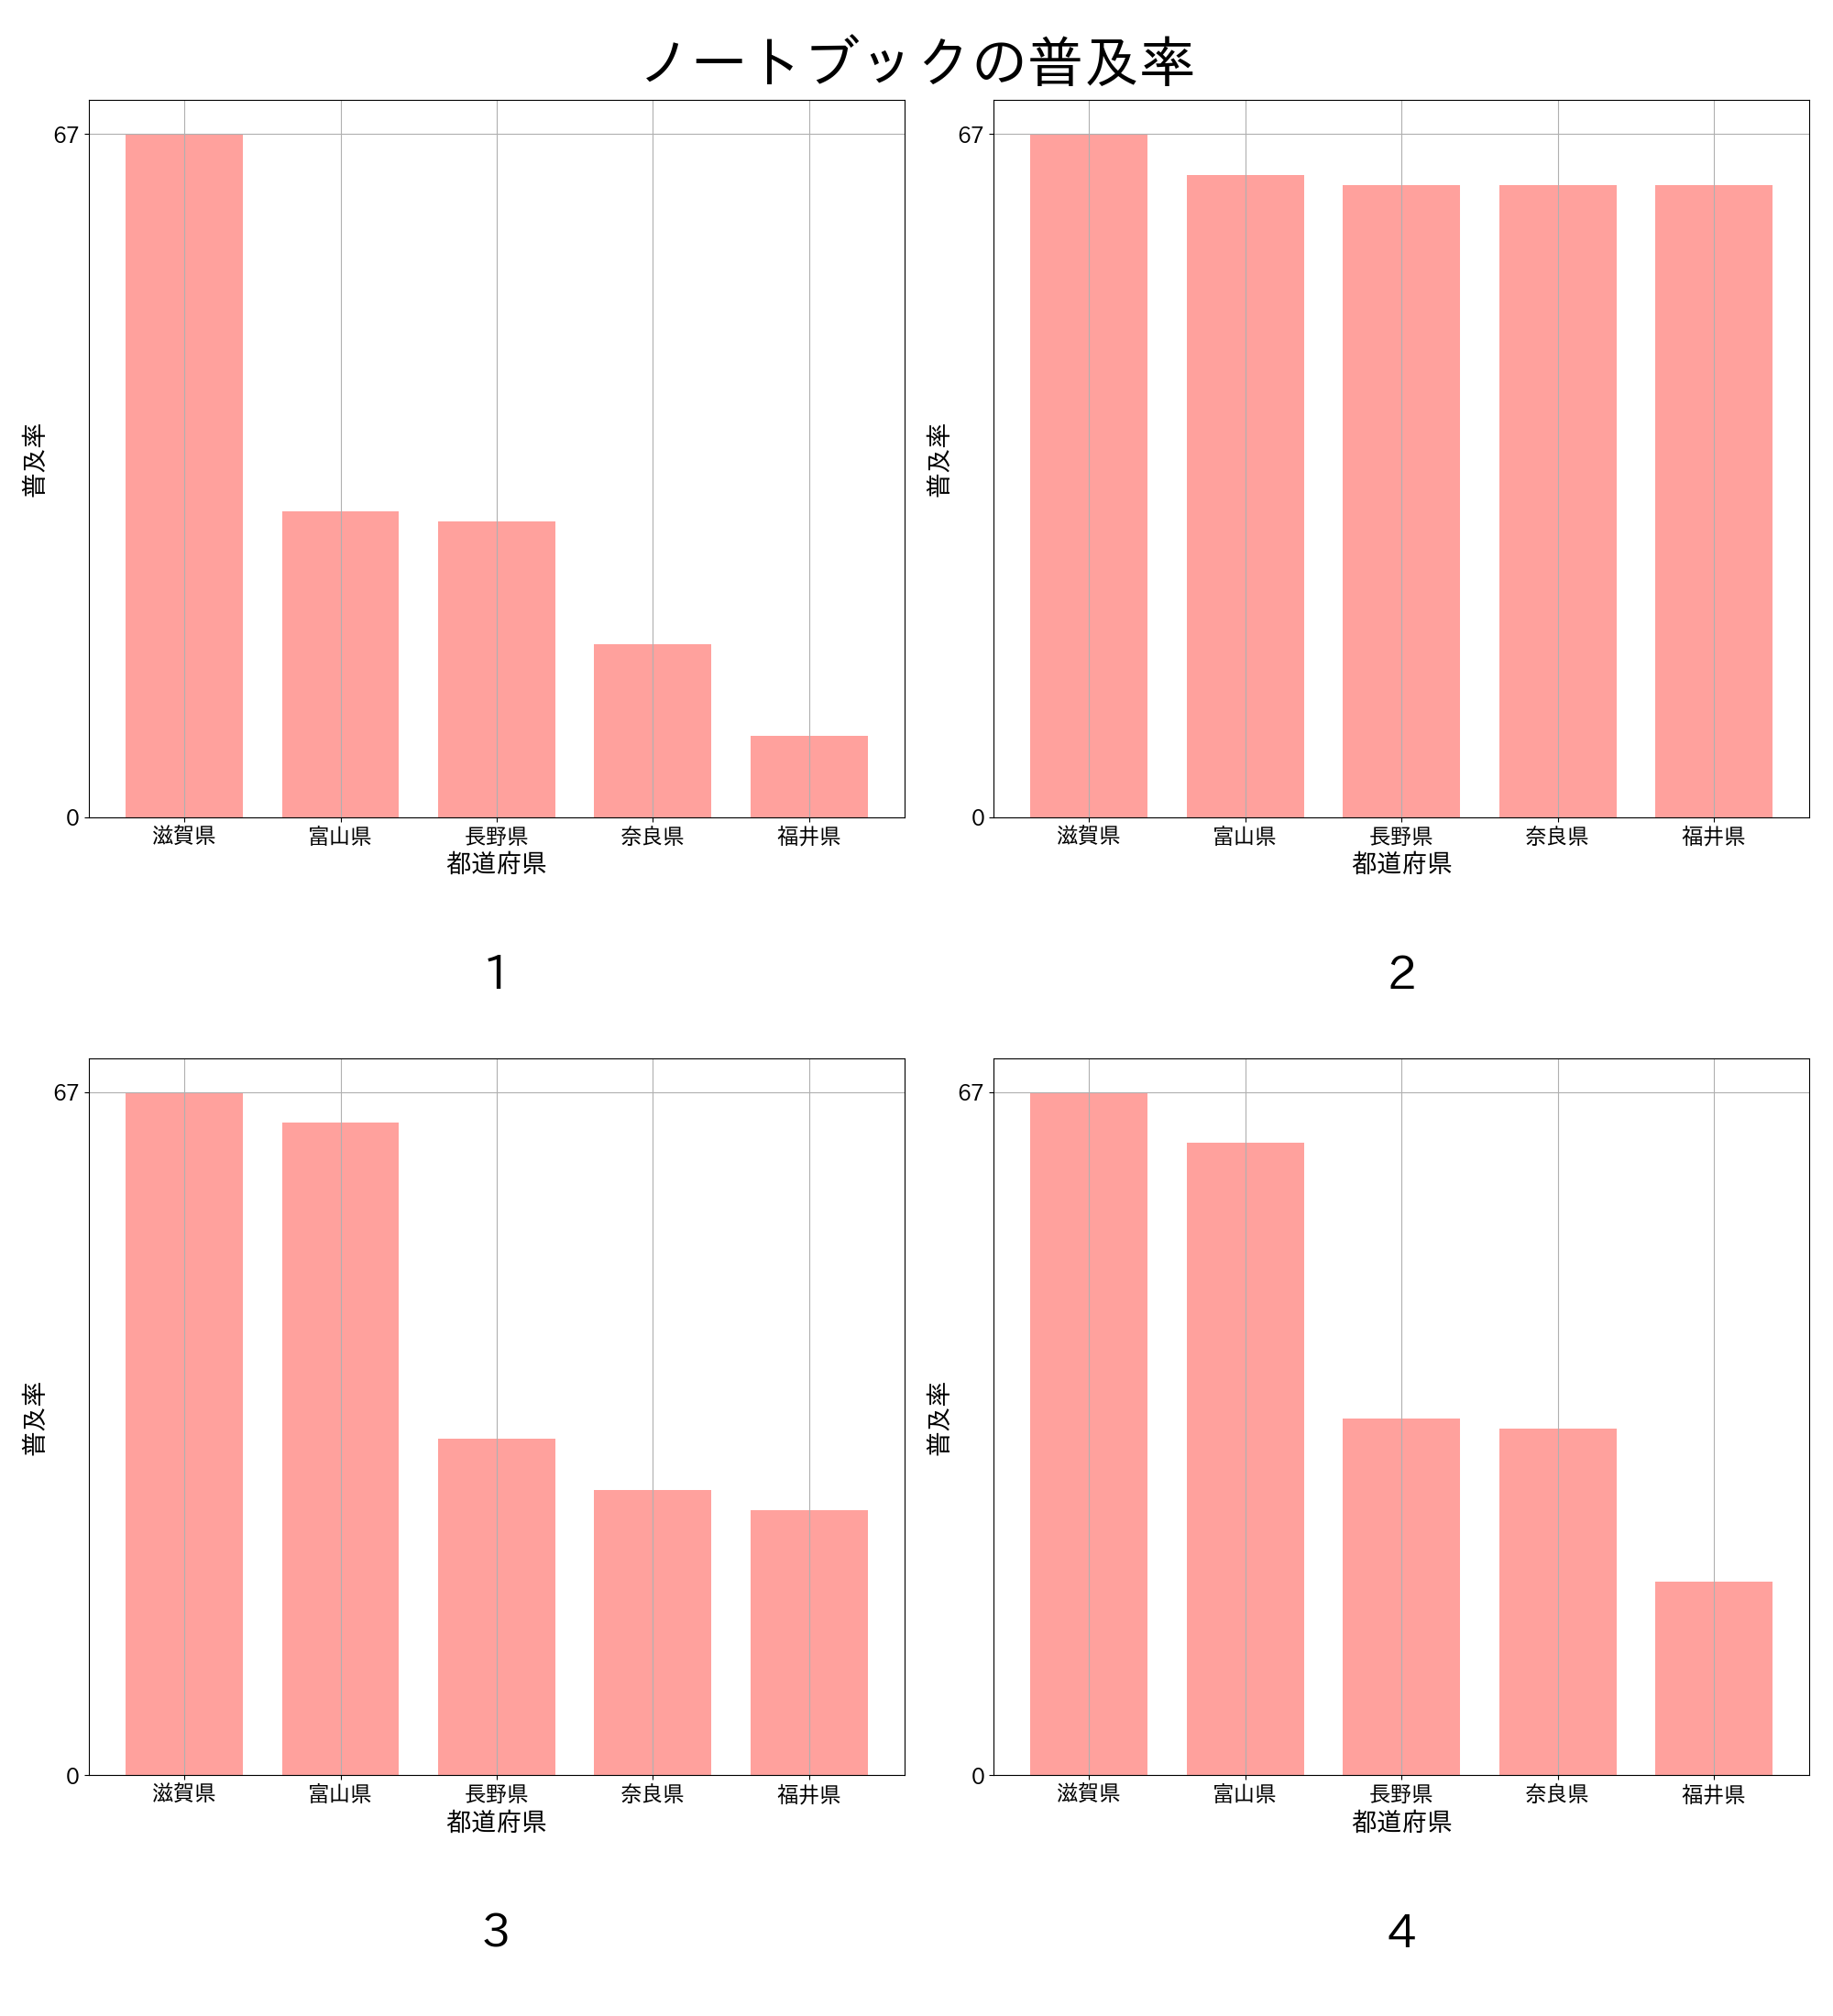 ノートブックの普及率
67
0
普及率
滋賀県 富山県 長野県 奈良県 福井県
都道府県
1
67
0
普及率
滋賀県 富山県 長野県 奈良県 福井県
都道府県
2
67
0
普及率
滋賀県 富山県 長野県 奈良県 福井県
都道府県
3
67
0
普及率
滋賀県 富山県 長野県 奈良県 福井県
都道府県
4